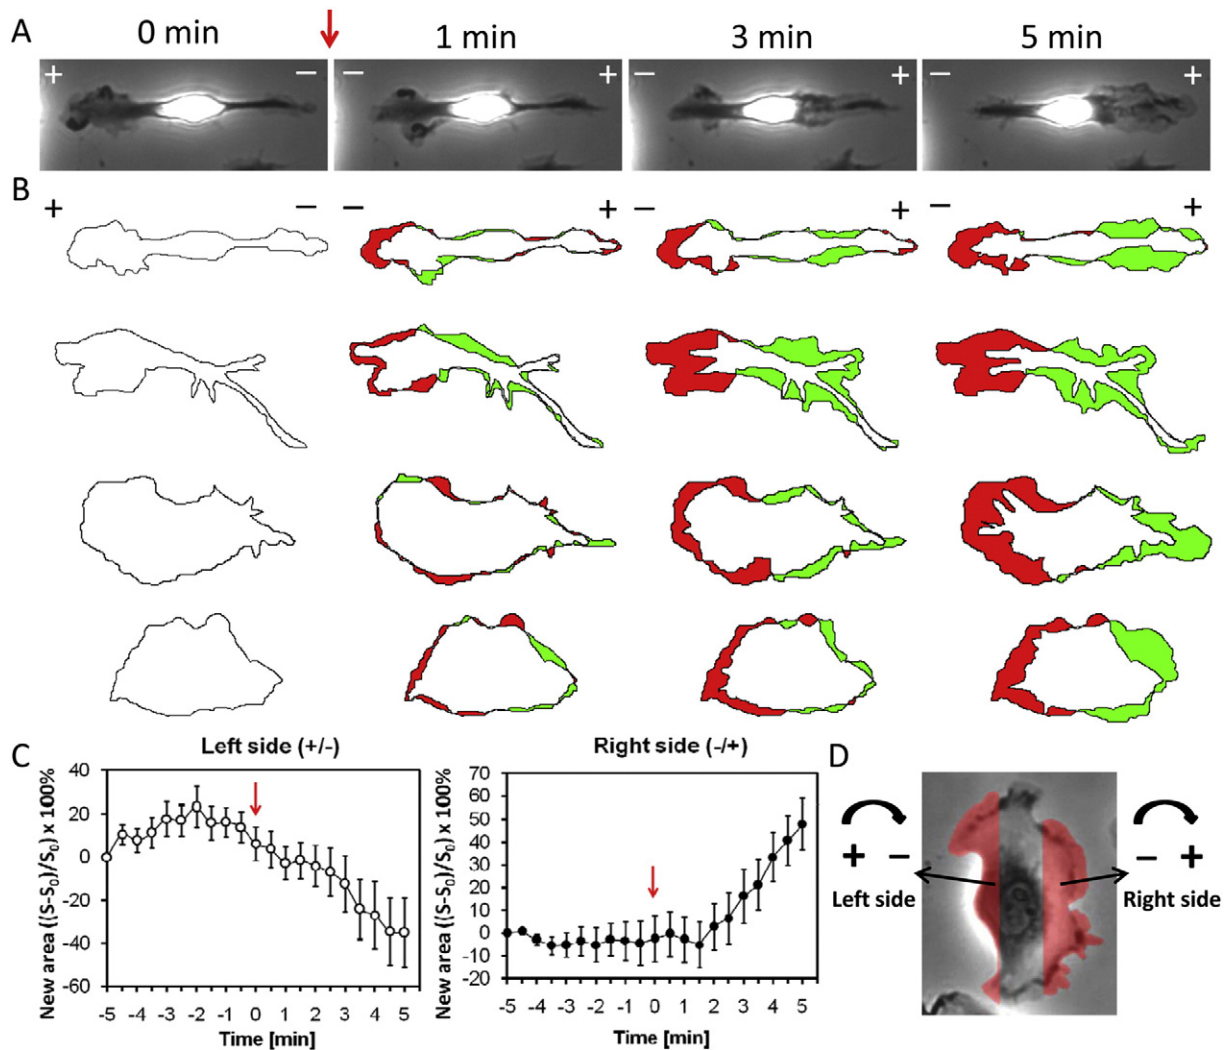 A
0 min
1 min
3 min
5 min
+ – – + – + – +
B
+ – – + – + – +
C
Left side (+/-)
New area ((S-S₀)/S₀) x 100%
40
20
0
-20
-40
-60
-5 -4 -3 -2 -1 0 1 2 3 4 5
Time [min]
Right side (-/+)
New area ((S-S₀)/S₀) x 100%
70
60
50
40
30
20
10
0
-10
-20
-5 -4 -3 -2 -1 0 1 2 3 4 5
Time [min]
D
+ –
Left side
– +
Right side